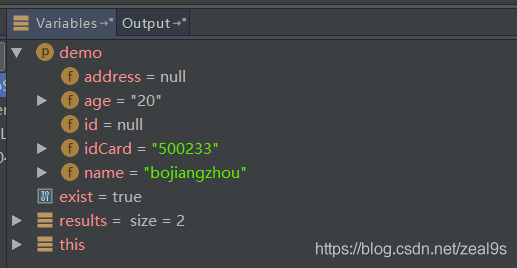 Variables→" Output→"
p demo
f address = null
f age = "20"
f id = null
f idCard = "500233"
f name = "bojiangzhou"
exist = true
results = size = 2
this
https://blog.csdn.net/zeal9s